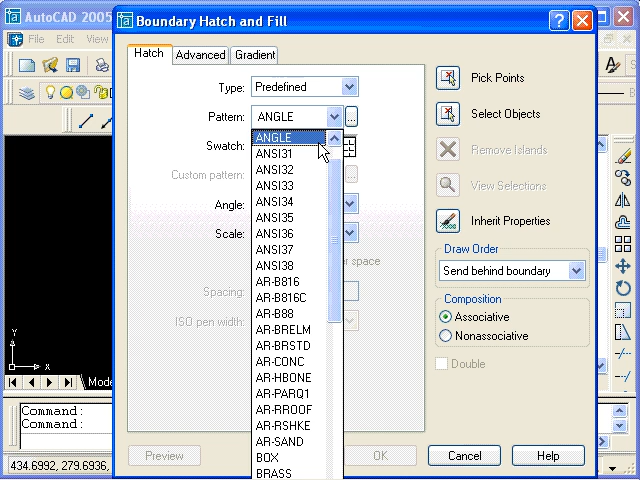 AutoCAD 2005
Boundary Hatch and Fill
File
Hatch
Advanced
Gradient
Type:
Predefined
Pick Points
Pattern:
ANGLE
...
Select Objects
Swatch:
ANGLE
ANSI31
Remove Islands
Custom pattern:
...
ANSI32
ANSI33
View Selections
Angle:
ANSI34
ANSI35
Inherit Properties
Scale:
ANSI36
ANSI37
Draw Order
er space
ANSI38
Send behind boundary
Spacing:
AR-B816
AR-B816C
Composition
ISO pen width:
AR-B88
Associative
AR-BRELM
Nonassociative
AR-BRSTD
AR-CONC
Double
AR-HBONE
AR-PARQ1
AR-RROOF
AR-RSHKE
AR-SAND
BOX
BRASS
Y
X
Mode
Command:
Command:
Preview
OK
Cancel
Help
434.6992, 279.6936,